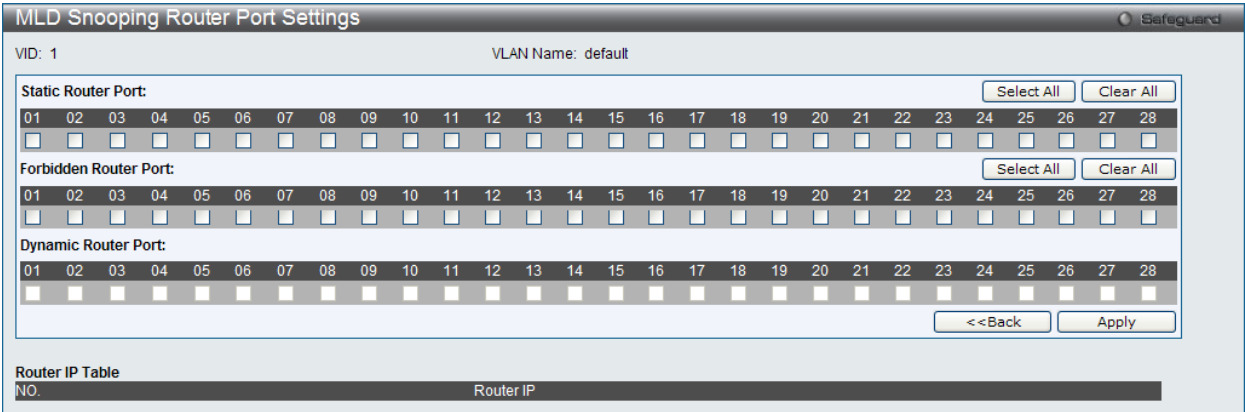 MLD Snooping Router Port Settings Safeguard
VID: 1 VLAN Name: default
Static Router Port: Select All Clear All
01 02 03 04 05 06 07 08 09 10 11 12 13 14 15 16 17 18 19 20 21 22 23 24 25 26 27 28
Forbidden Router Port: Select All Clear All
01 02 03 04 05 06 07 08 09 10 11 12 13 14 15 16 17 18 19 20 21 22 23 24 25 26 27 28
Dynamic Router Port:
01 02 03 04 05 06 07 08 09 10 11 12 13 14 15 16 17 18 19 20 21 22 23 24 25 26 27 28
<<Back Apply
Router IP Table
NO. Router IP